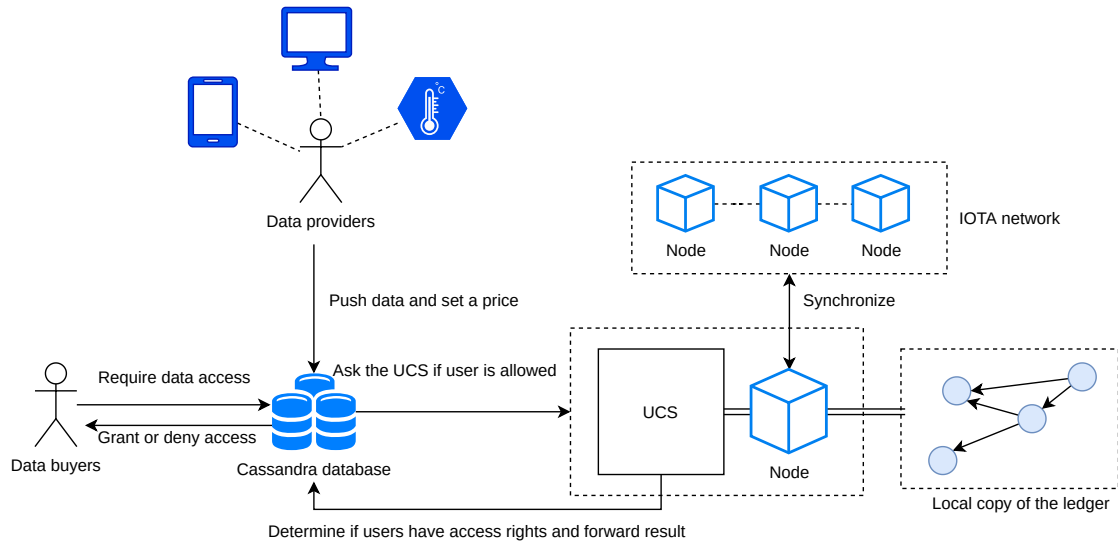 °C
Data providers
IOTA network
Node
Node
Node
Push data and set a price
Synchronize
Require data access
Ask the UCS if user is allowed
UCS
Grant or deny access
Data buyers
Cassandra database
Node
Local copy of the ledger
Determine if users have access rights and forward result